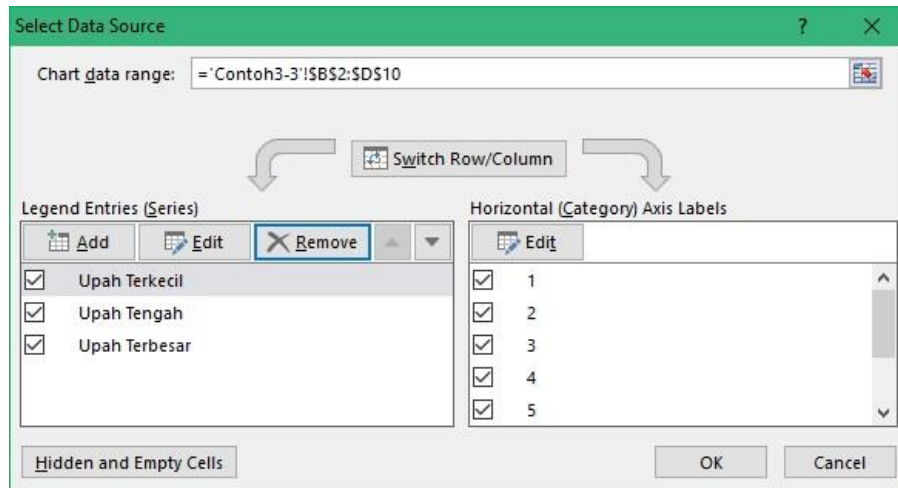 Select Data Source ? ×
Chart data range: ='Contoh3-3'!$B$2:$D$10
Switch Row/Column
Legend Entries (Series)
Add Edit Remove
Upah Terkecil
Upah Tengah
Upah Terbesar
Horizontal (Category) Axis Labels
Edit
1
2
3
4
5
Hidden and Empty Cells
OK Cancel